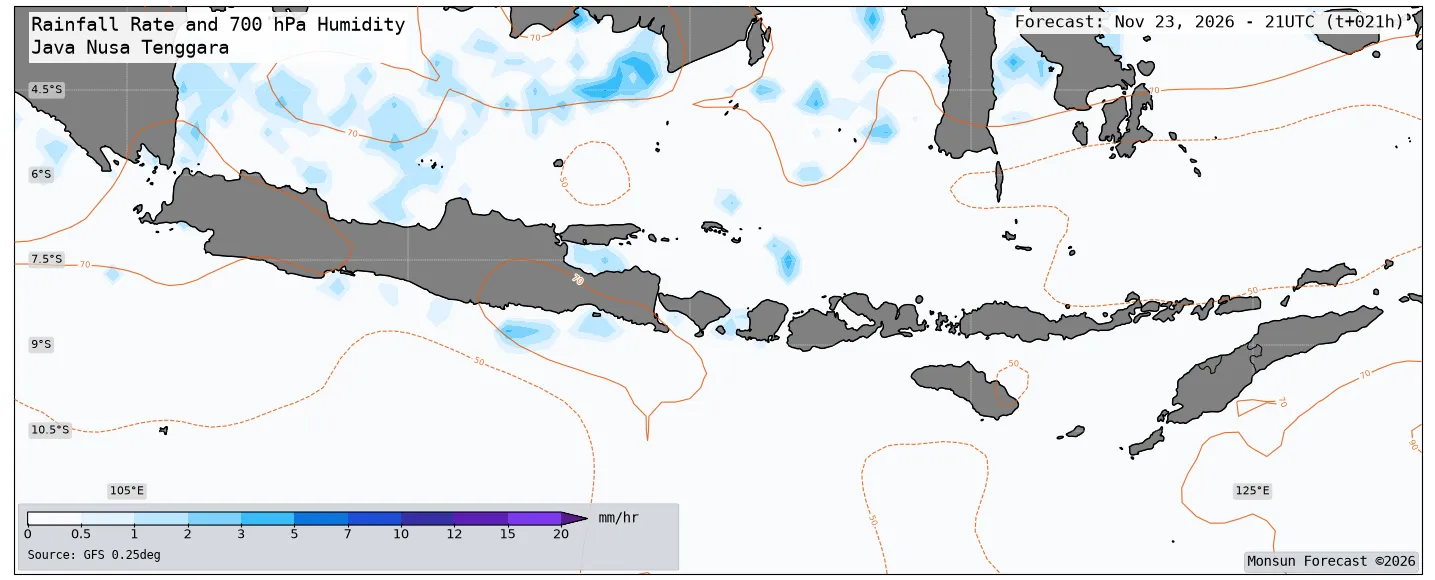 Rainfall Rate and 700 hPa Humidity
Java Nusa Tenggara
Forecast: Nov 23, 2026 - 21UTC (t+021h)
70
70
4.5°S
70
70
6°S
50
7.5°S
70
70
50
9°S
50
50
70
70
10.5°S
90
105°E
125°E
50
mm/hr
0 0.5 1 2 3 5 7 10 12 15 20
Source: GFS 0.25deg
Monsun Forecast ©2026